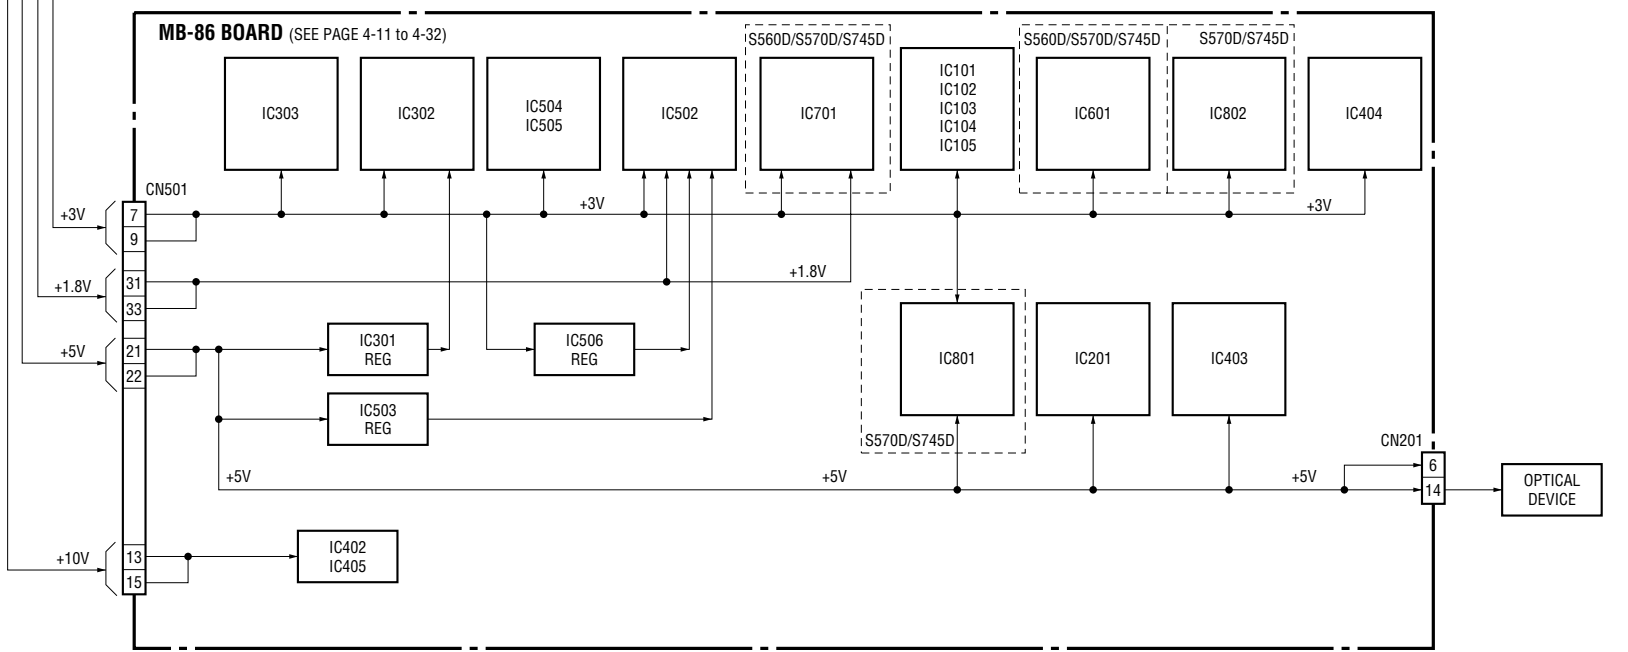 MB-86 BOARD (SEE PAGE 4-11 to 4-32)
S560D/S570D/S745D
S560D/S570D/S745D
S570D/S745D
IC303
IC302
IC504
IC505
IC502
IC701
IC101
IC102
IC103
IC104
IC105
IC601
IC802
IC404
CN501
+3V
7
9
+3V
+3V
+1.8V
31
33
+1.8V
+5V
21
22
IC301
REG
IC506
REG
IC503
REG
IC801
IC201
IC403
S570D/S745D
+5V
+5V
+5V
CN201
6
14
OPTICAL
DEVICE
+10V
13
15
IC402
IC405